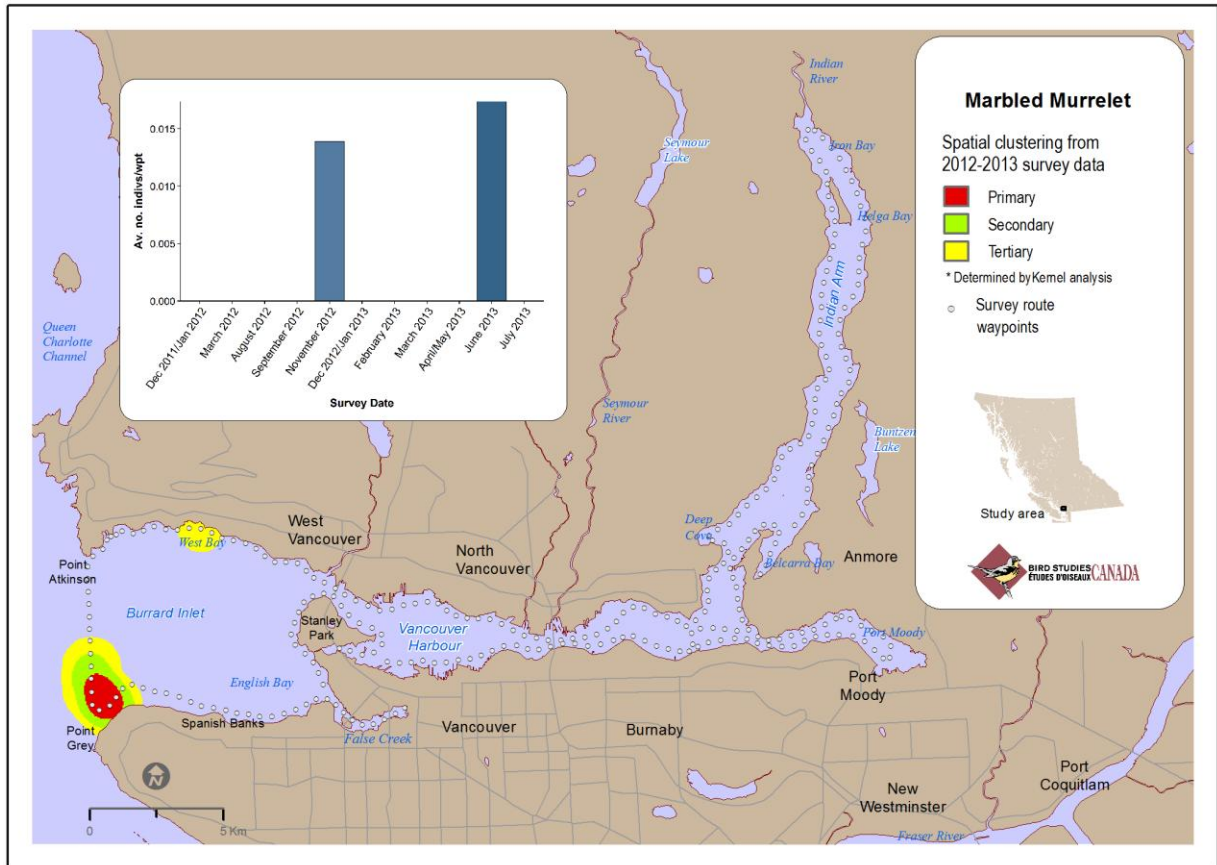 0.015
0.010
0.005
0.000
Av. no. indivs/wpt
Dec 2011/Jan 2012
March 2012
August 2012
September 2012
November 2012
Dec 2012/Jan 2013
February 2013
March 2013
April/May 2013
June 2013
July 2013
Survey Date
Marbled Murrelet
Spatial clustering from
2012-2013 survey data
Primary
Secondary
Tertiary
* Determined by Kernel analysis
Survey route
waypoints
Study area
BIRD STUDIES
ÉTUDES D'OISEAUX
CANADA
Indian
River
Iron Bay
Seymour
Lake
Helga Bay
Indian Arm
Queen
Charlotte
Channel
Seymour
River
Buntzen
Lake
Deep
Cove
Belcarra Bay
Anmore
West
Vancouver
West Bay
North
Vancouver
Point
Atkinson
Burrard Inlet
Stanley
Park
Vancouver
Harbour
Port Moody
Port
Moody
English Bay
Spanish Banks
Point
Grey
False Creek
Vancouver
Burnaby
New
Westminster
Port
Coquitlam
Fraser River
N
0
5 Km